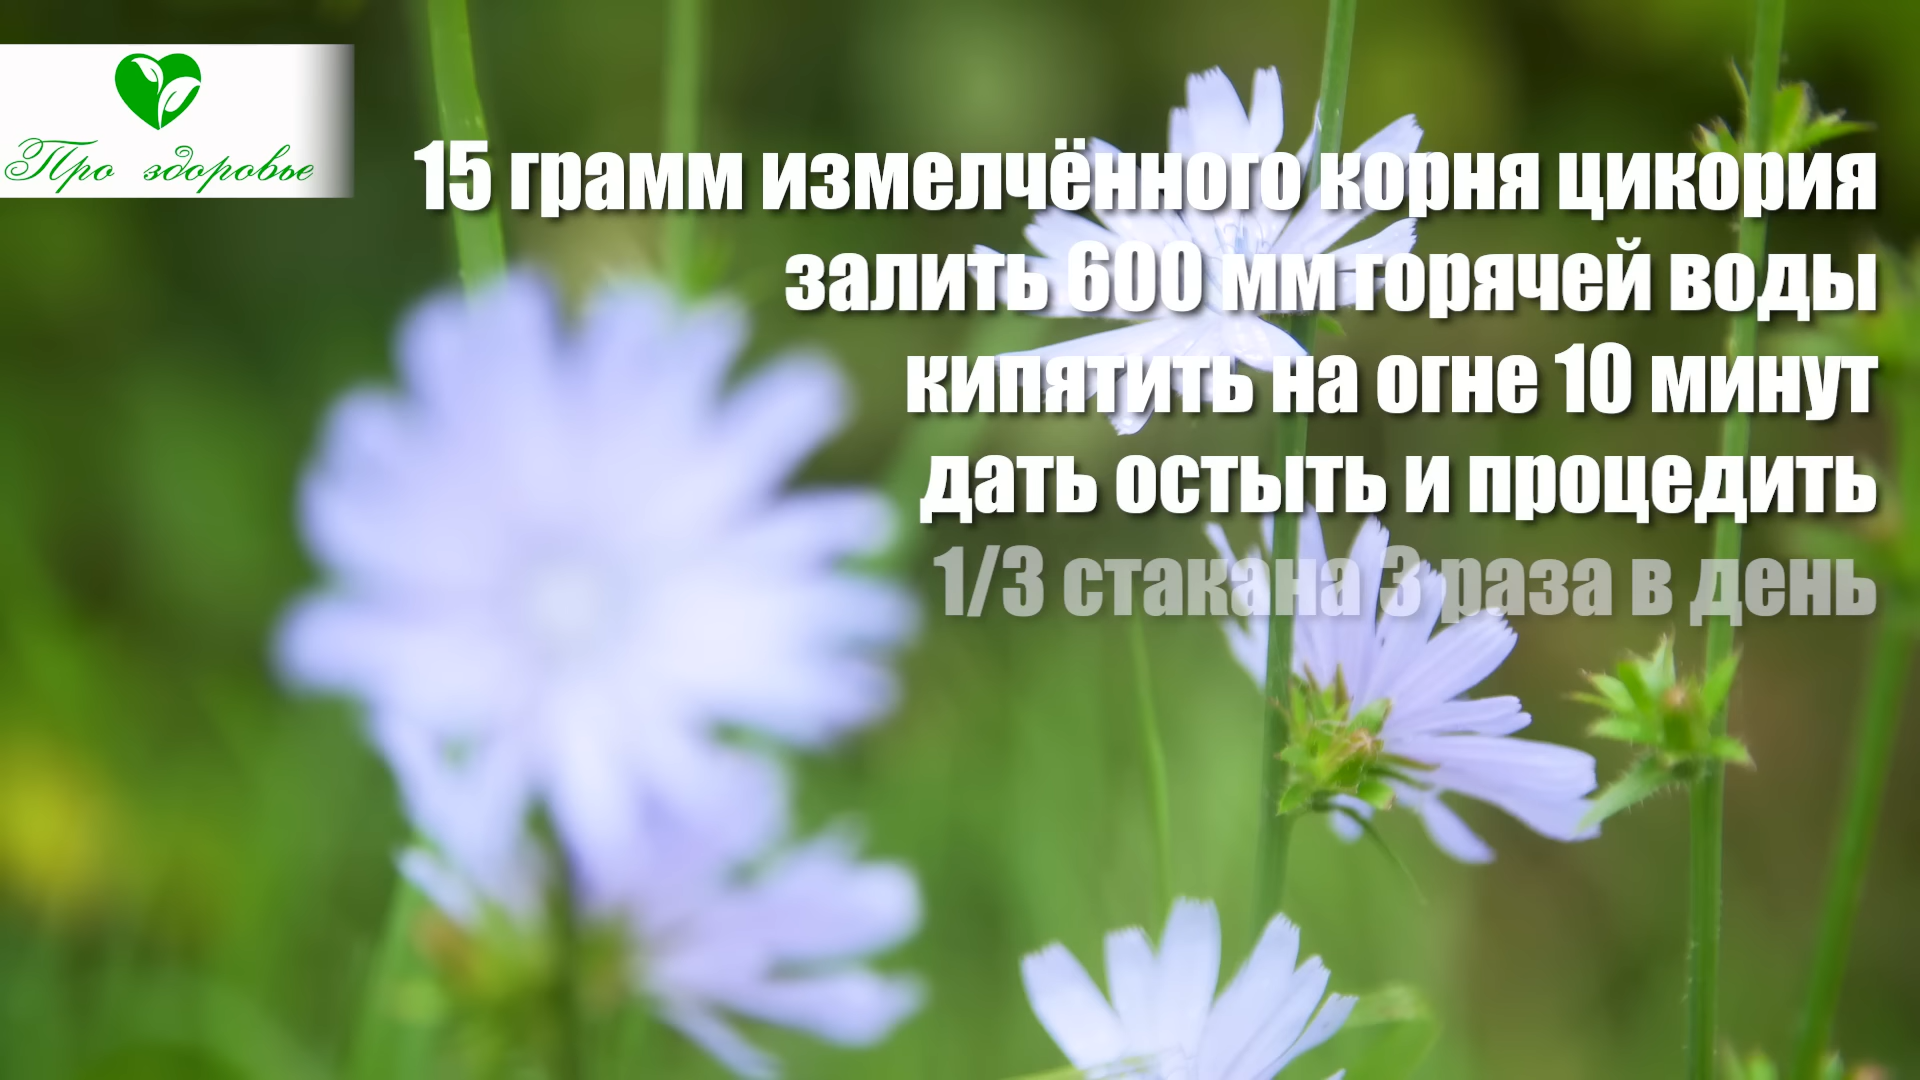 Про здоровье
15 грамм измелчённого корня цикория
залить 600 мм горячей воды
кипятить на огне 10 минут
дать остыть и процедить
1/3 стакана 3 раза в день